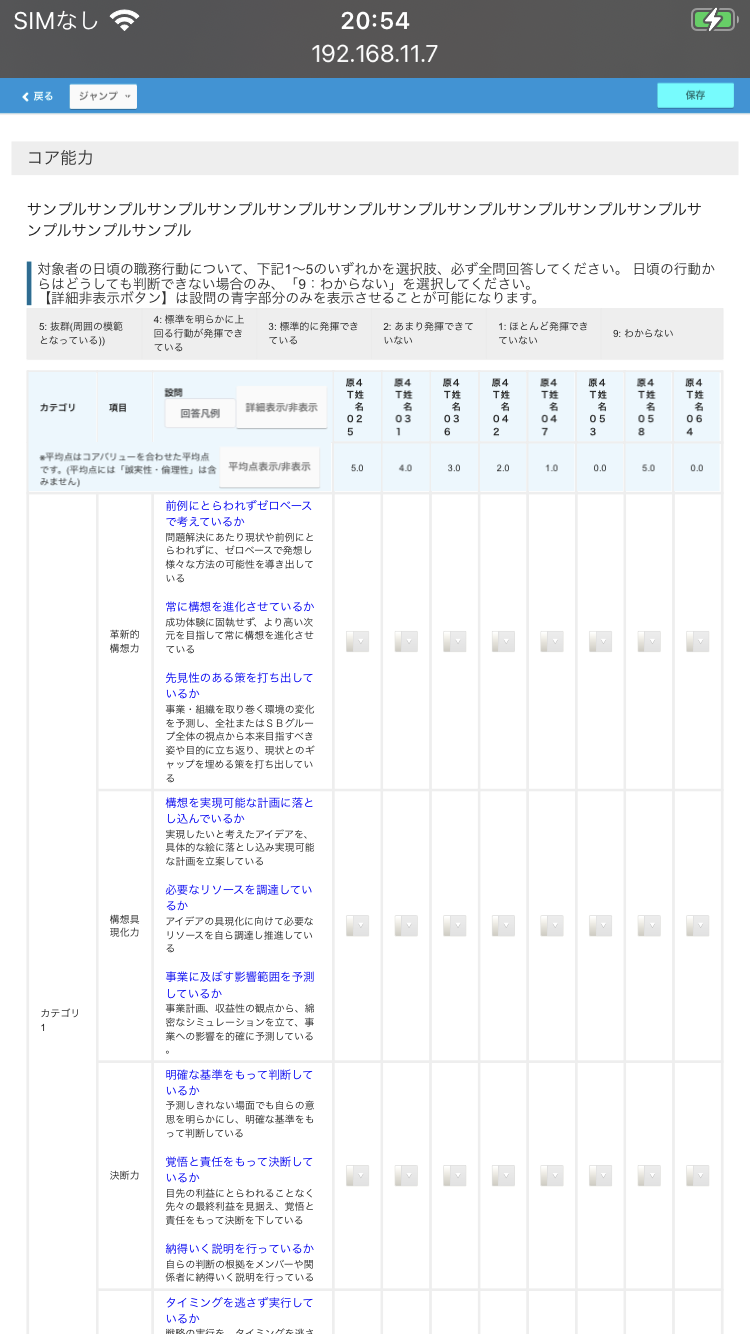 SIMなし 20:54
192.168.11.7
戻る ジャンプ 保存
コア能力
サンプルサンプルサンプルサンプルサンプルサンプルサンプルサンプルサンプルサンプルサンプルサ
ンプルサンプルサンプル
対象者の日頃の職務行動について、下記1〜5のいずれかを選択肢、必ず全問回答してください。 日頃の行動か
らはどうしても判断できない場合のみ、「9：わからない」を選択してください。
【詳細非表示ボタン】は設問の青字部分のみを表示させることが可能になります。
5: 抜群(周囲の模範
となっている))
4: 標準を明らかに上
回る行動が発揮でき
ている
3: 標準的に発揮でき
ている
2: あまり発揮できて
いない
1: ほとんど発揮でき
ていない
9: わからない
カテゴリ
項目
設問
回答凡例 詳細表示/非表示
原4
T姓
名
02
5
原4
T姓
名
03
1
原4
T姓
名
03
6
原4
T姓
名
04
2
原4
T姓
名
04
7
原4
T姓
名
05
3
原4
T姓
名
05
8
原4
T姓
名
06
4
※平均点はコアバリューを合わせた平均点
です。(平均点には「誠実性・倫理性」は含
みません)
平均点表示/非表示
5.0 4.0 3.0 2.0 1.0 0.0 5.0 0.0
カテゴリ
1
革新的
構想力
前例にとらわれずゼロベース
で考えているか
問題解決にあたり現状や前例にと
らわれずに、ゼロベースで発想し
様々な方法の可能性を導き出して
いる
常に構想を進化させているか
成功体験に固執せず、より高い次
元を目指して常に構想を進化させ
ている
先見性のある策を打ち出して
いるか
事業・組織を取り巻く環境の変化
を予測し、全社またはＳＢグルー
プ全体の視点から本来目指すべき
姿や目的に立ち返り、現状とのギ
ャップを埋める策を打ち出してい
る
構想具
現化力
構想を実現可能な計画に落と
し込んでいるか
実現したいと考えたアイデアを、
具体的な絵に落とし込み実現可能
な計画を立案している
必要なリソースを調達してい
るか
アイデアの具現化に向けて必要な
リソースを自ら調達し推進してい
る
事業に及ぼす影響範囲を予測
しているか
事業計画、収益性の観点から、綿
密なシミュレーションを立て、事
業への影響を的確に予測している
。
決断力
明確な基準をもって判断して
いるか
予測しきれない場面でも自らの意
思を明らかにし、明確な基準をも
って判断している
覚悟と責任をもって決断して
いるか
目先の利益にとらわれることなく
先々の最終利益を見据え、覚悟と
責任をもって決断を下している
納得いく説明を行っているか
自らの判断の根拠をメンバーや関
係者に納得いく説明を行っている
タイミングを逃さず実行して
いるか
戦略の実行を、タイミングを逃さ